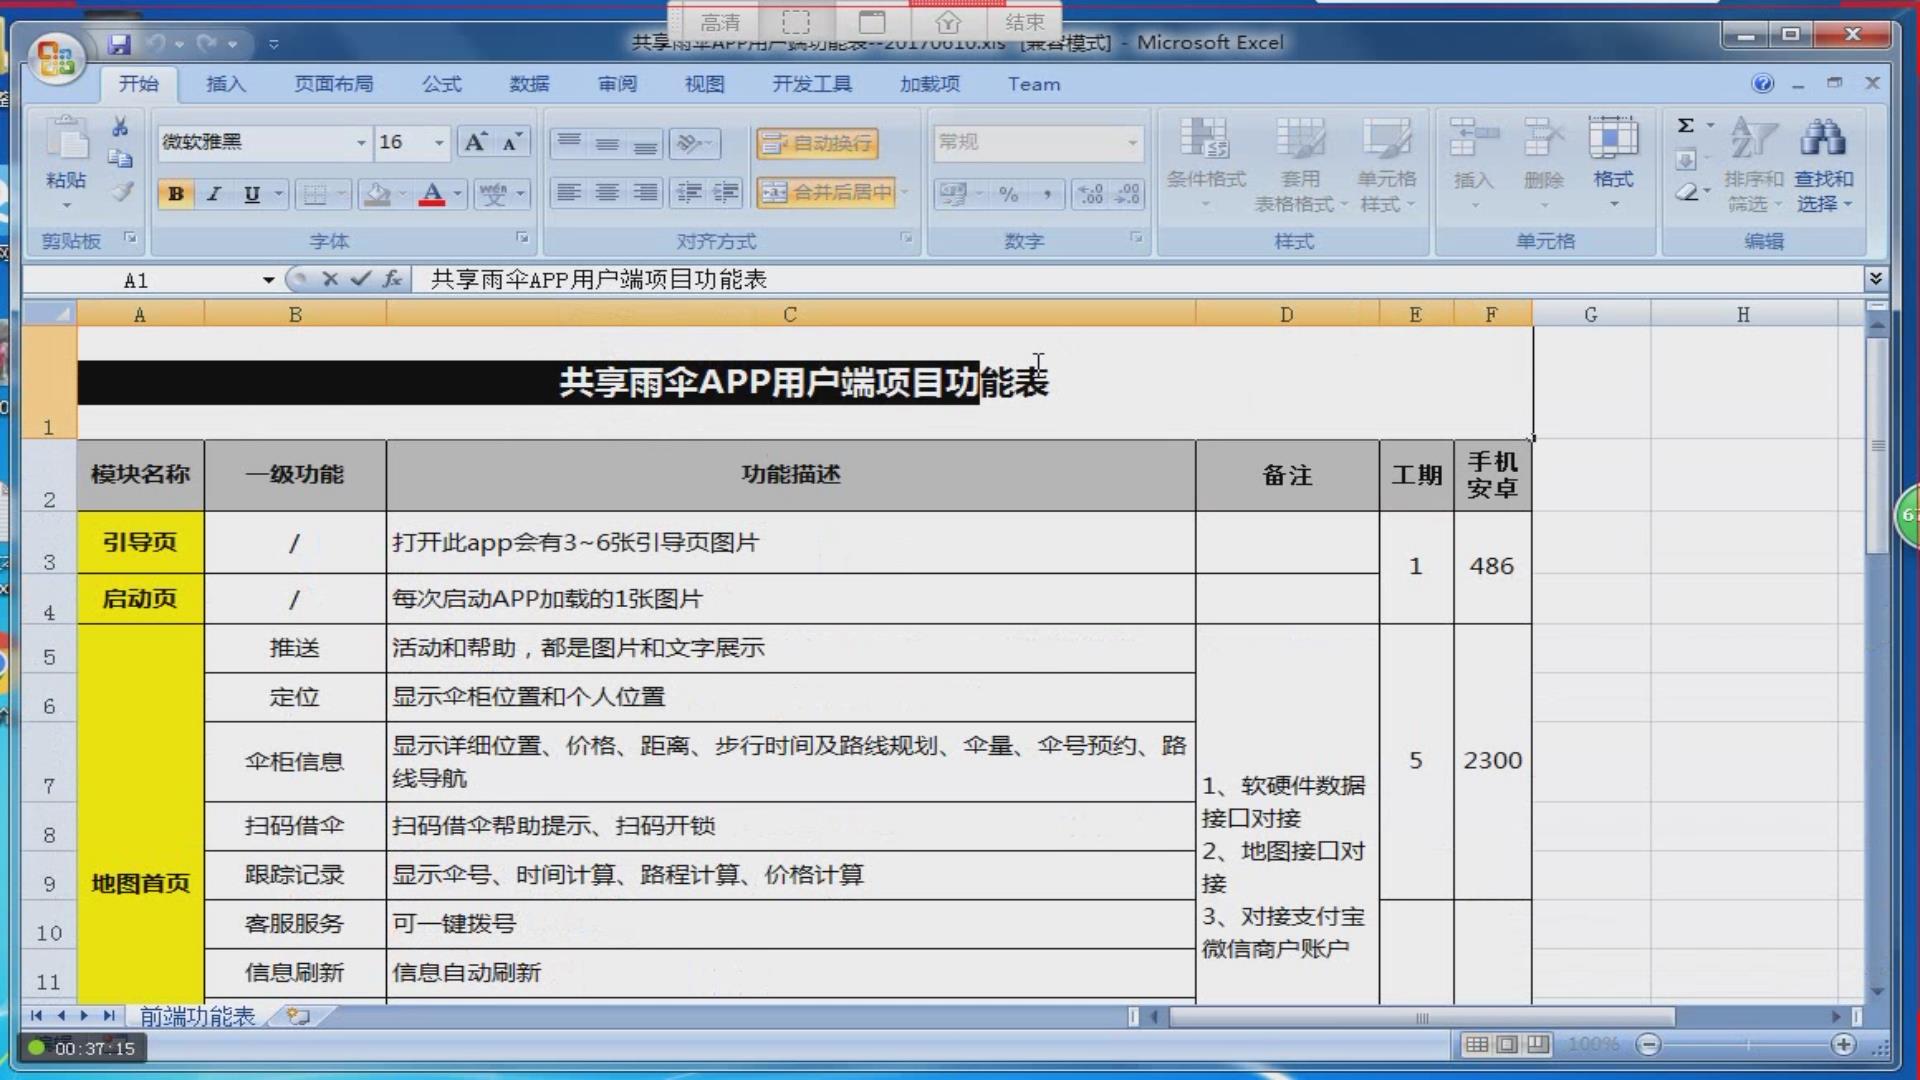 高清 结束
共享雨伞APP用户端功能表--20170610.xls [兼容模式] - Microsoft Excel
开始 插入 页面布局 公式 数据 审阅 视图 开发工具 加载项 Team
粘贴
微软雅黑 16
B I U A wén 文
自动换行
合并后居中
常规
% ,
条件格式
套用
表格格式
单元格
样式
插入 删除 格式
Σ
排序和
筛选
查找和
选择
剪贴板 字体 对齐方式 数字 样式 单元格 编辑
A1 fx 共享雨伞APP用户端项目功能表
A B C D E F G H
1 共享雨伞APP用户端项目功能表
2 模块名称 一级功能 功能描述 备注 工期 手机
安卓
3 引导页 / 打开此app会有3~6张引导页图片
1 486
4 启动页 / 每次启动APP加载的1张图片
5 推送 活动和帮助，都是图片和文字展示
6 定位 显示伞柜位置和个人位置
7 伞柜信息 显示详细位置、价格、距离、步行时间及路线规划、伞量、伞号预约、路
线导航
5 2300
8 扫码借伞 扫码借伞帮助提示、扫码开锁
9 地图首页 跟踪记录 显示伞号、时间计算、路程计算、价格计算
10 客服服务 可一键拨号
11 信息刷新 信息自动刷新
1、软硬件数据
接口对接
2、地图接口对
接
3、对接支付宝
微信商户账户
前端功能表
00:37:15
100%